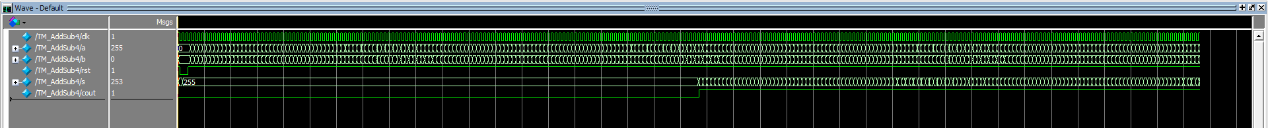 Wave - Default
Msgs
/TM_AddSub4/clk 1
/TM_AddSub4/a 255 0
/TM_AddSub4/b 0
/TM_AddSub4/rst 1
/TM_AddSub4/s 253 255
/TM_AddSub4/cout 1